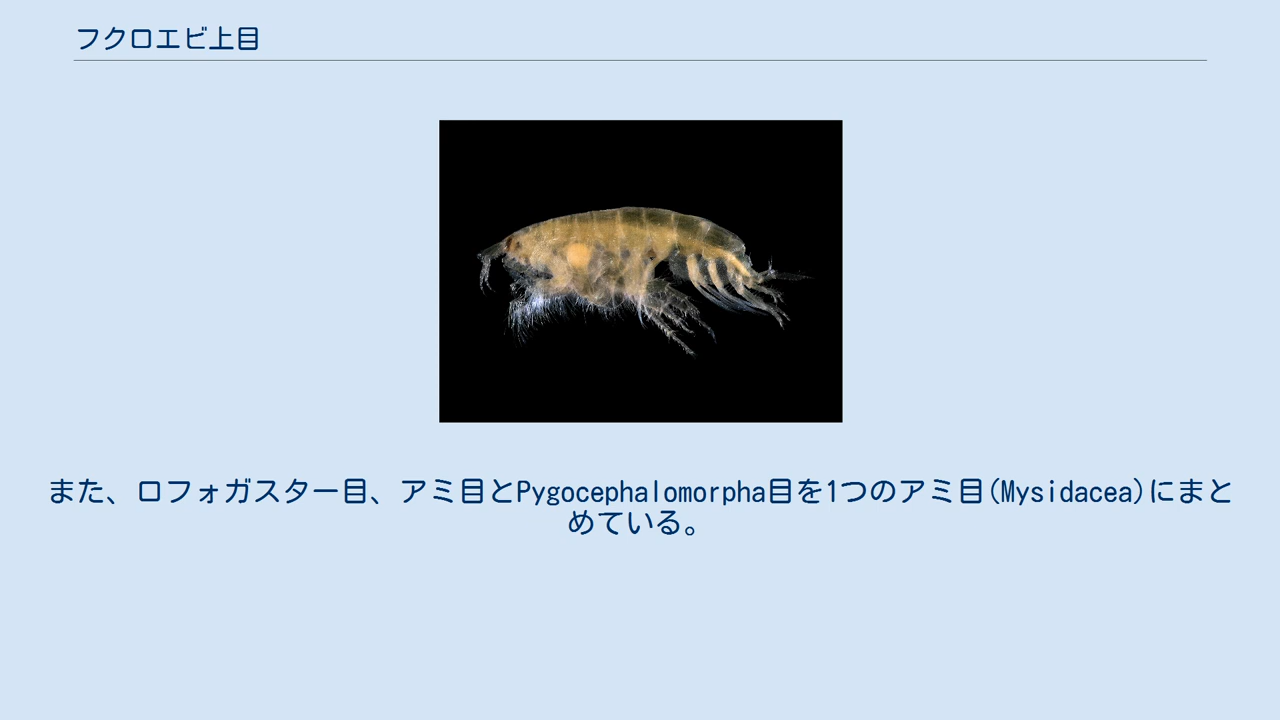 フクロエビ上目
また、ロフォガスター目、アミ目とPygocephalomorpha目を1つのアミ目(Mysidacea)にまと
めている。